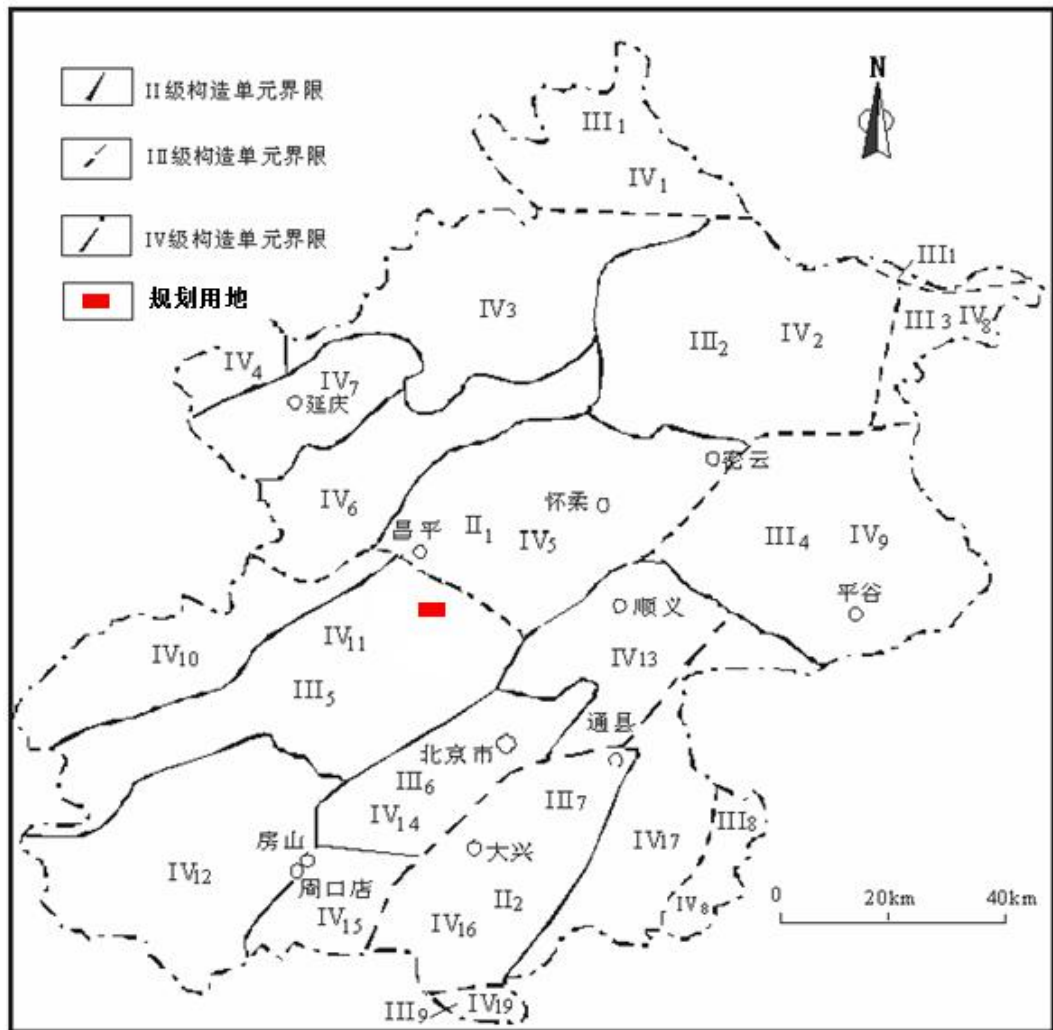 II级构造单元界限
III级构造单元界限
IV级构造单元界限
规划用地
N
III₁
IV₁
III₁
III₃
IV₈
IV₃
III₂
IV₂
IV₄
IV₇
延庆
密云
IV₆
怀柔
昌平
II₁
IV₅
III₄
IV₉
平谷
顺义
IV₁₁
IV₁₃
IV₁₀
III₅
通县
北京市
III₆
III₇
IV₁₄
IV₁₇
III₈
房山
大兴
IV₁₂
周口店
IV₁₅
II₂
IV₁₆
IV₈
0 20km 40km
III₉
IV₁₉